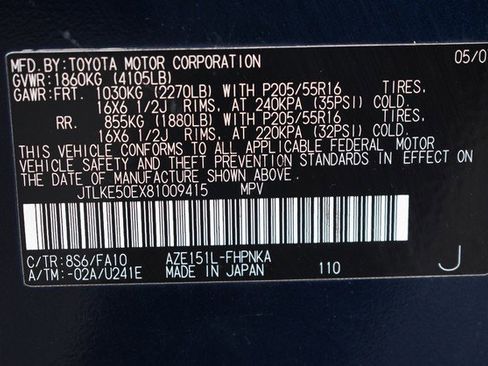 MFD.BY:TOYOTA MOTOR CORPORATION 05/07
GVWR:1860KG (4105LB)
GAWR:FRT. 1030KG (2270LB) WITH P205/55R16 TIRES,
16X6 1/2J RIMS, AT 240KPA (35PSI) COLD.
RR. 855KG (1880LB) WITH P205/55R16 TIRES,
16X6 1/2J RIMS, AT 220KPA (32PSI) COLD.
THIS VEHICLE CONFORMS TO ALL APPLICABLE FEDERAL MOTOR
VEHICLE SAFETY AND THEFT PREVENTION STANDARDS IN EFFECT ON
THE DATE OF MANUFACTURE SHOWN ABOVE.
JTLKE50EX81009415 MPV
C/TR:8S6/FA10 AZE151L-FHPNKA
A/TM:-02A/U241E MADE IN JAPAN 110 J